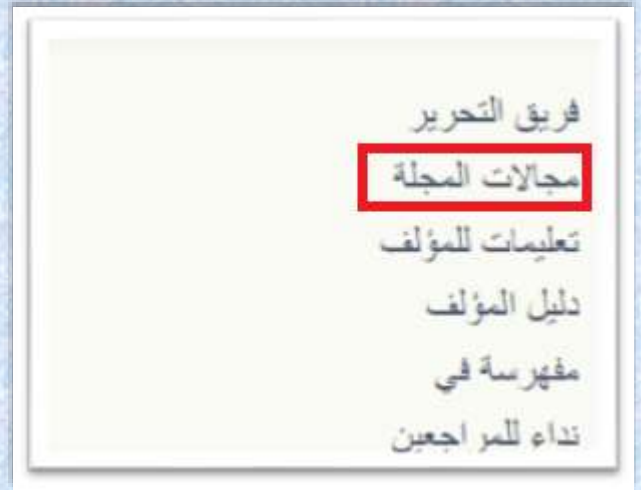 فريق التحرير
مجالات المجلة
تعليمات للمؤلف
دليل المؤلف
مفهرسة في
نداء للمراجعين